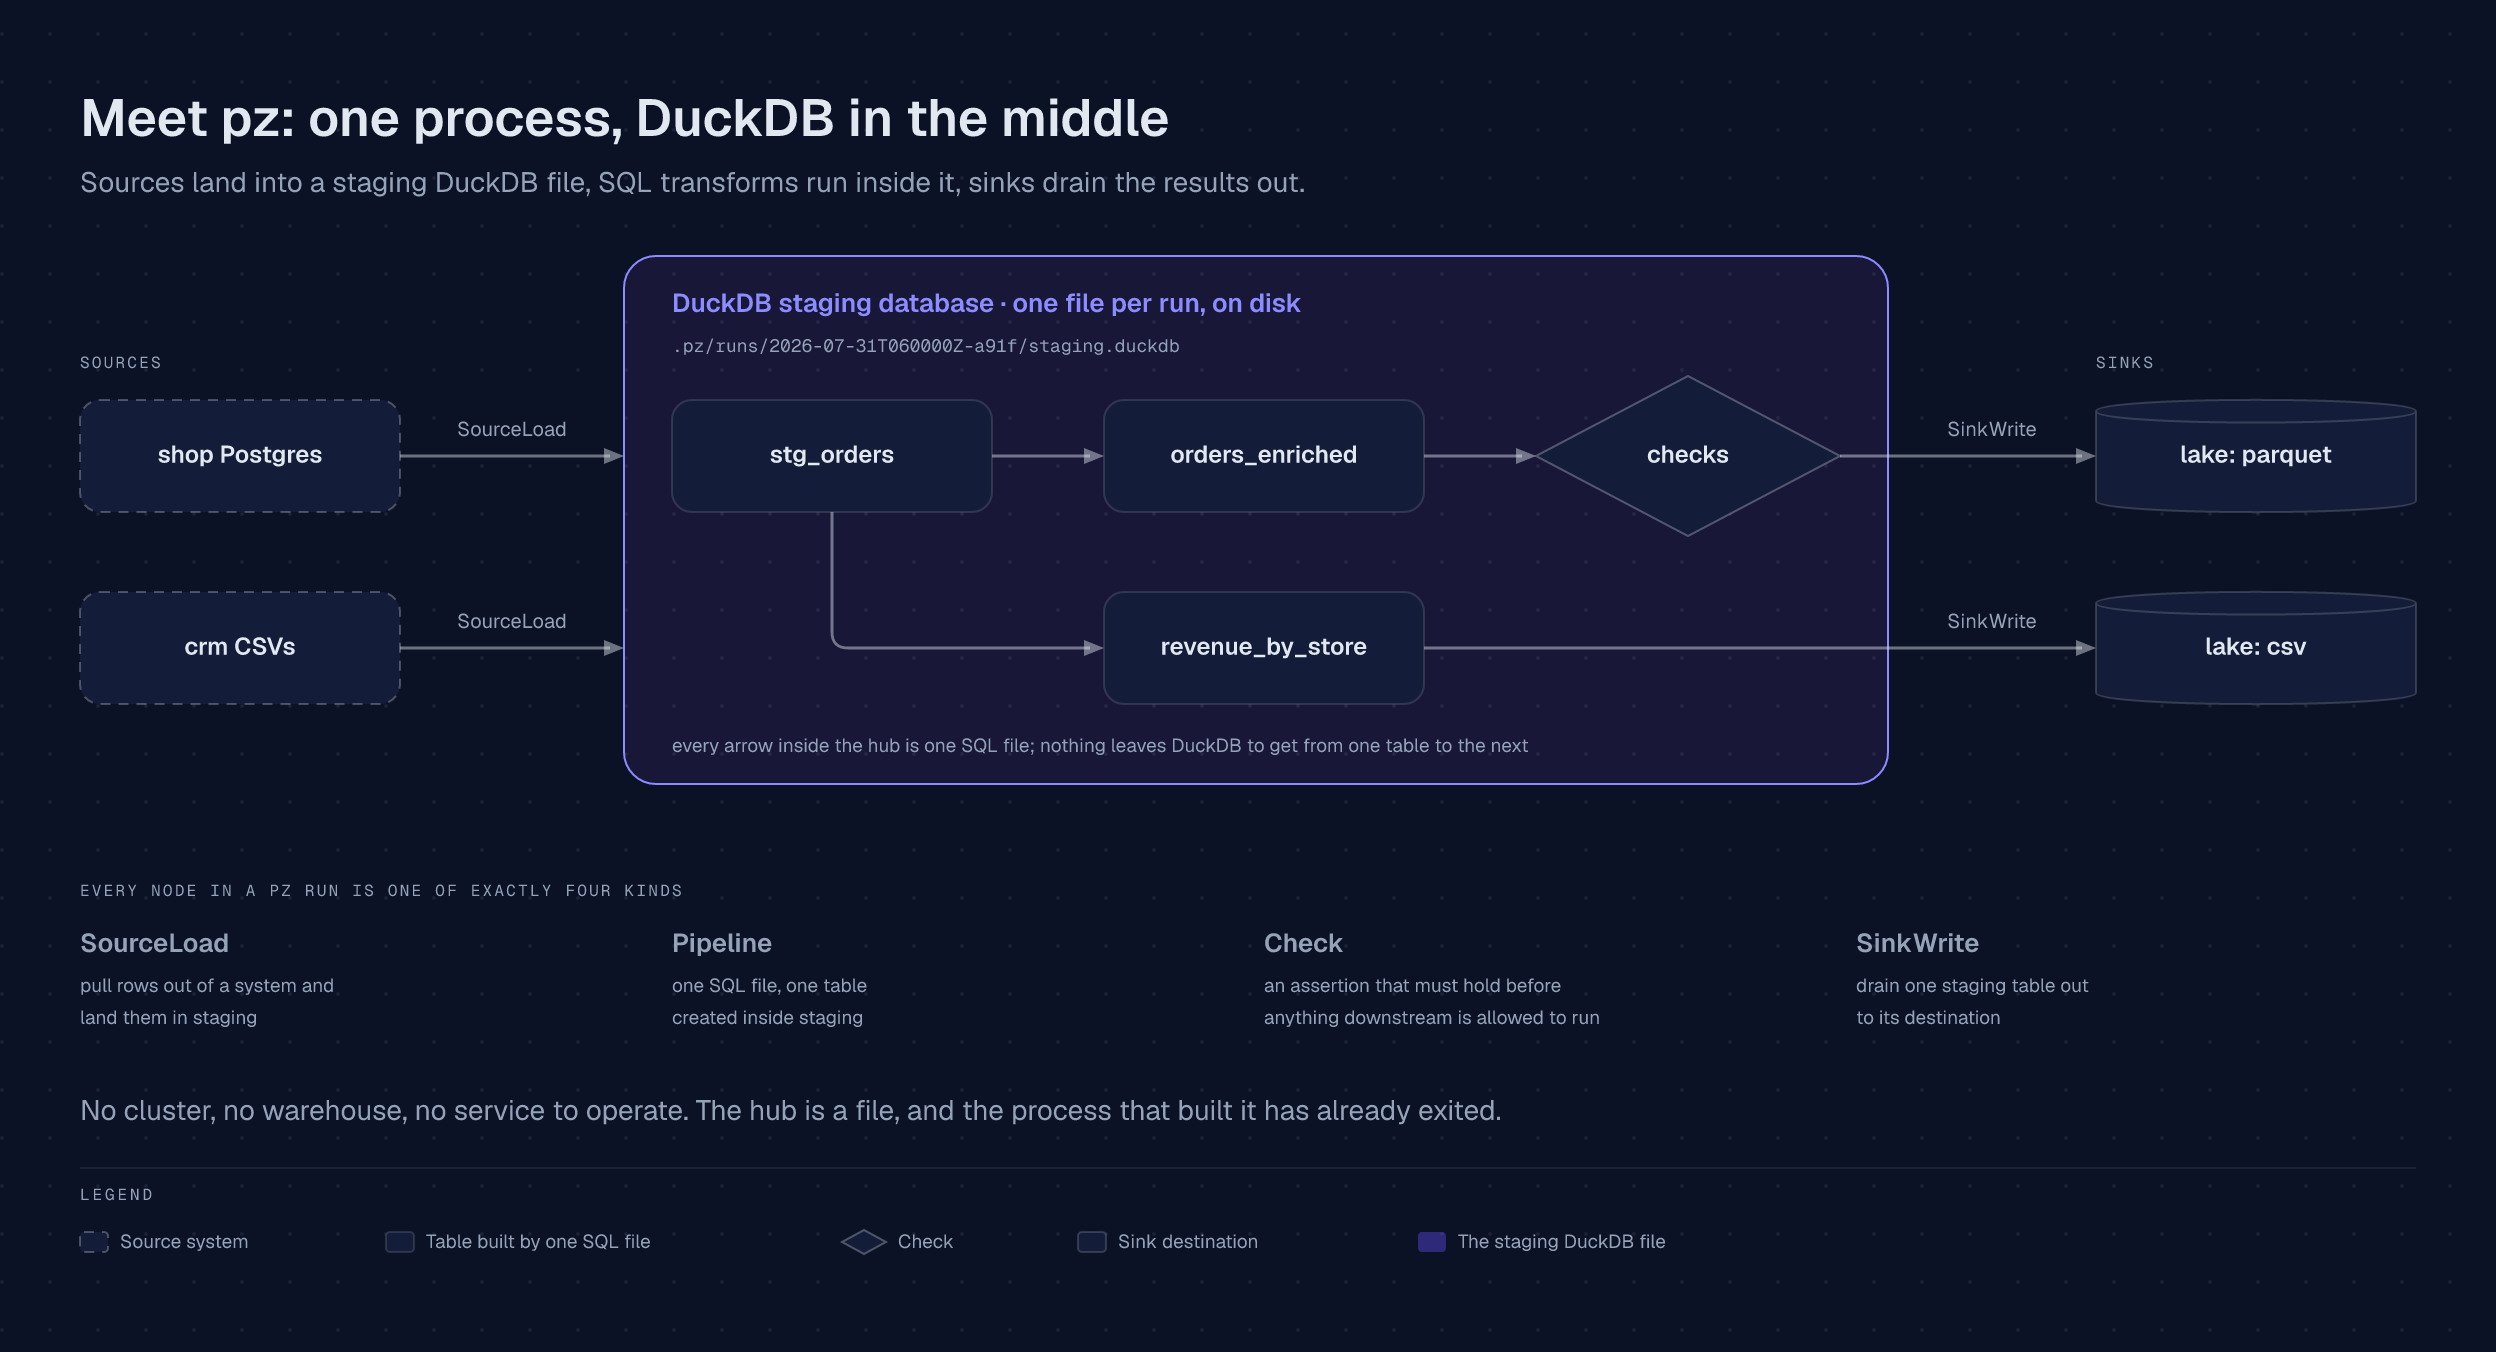 Meet pz: one process, DuckDB in the middle
Sources land into a staging DuckDB file, SQL transforms run inside it, sinks drain the results out.
DuckDB staging database · one file per run, on disk
.pz/runs/2026-07-31T060000Z-a91f/staging.duckdb
SOURCES
SINKS
shop Postgres
SourceLoad
stg_orders
orders_enriched
checks
SinkWrite
lake: parquet
crm CSVs
SourceLoad
revenue_by_store
SinkWrite
lake: csv
every arrow inside the hub is one SQL file; nothing leaves DuckDB to get from one table to the next
EVERY NODE IN A PZ RUN IS ONE OF EXACTLY FOUR KINDS
SourceLoad
pull rows out of a system and
land them in staging
Pipeline
one SQL file, one table
created inside staging
Check
an assertion that must hold before
anything downstream is allowed to run
SinkWrite
drain one staging table out
to its destination
No cluster, no warehouse, no service to operate. The hub is a file, and the process that built it has already exited.
LEGEND
Source system
Table built by one SQL file
Check
Sink destination
The staging DuckDB file